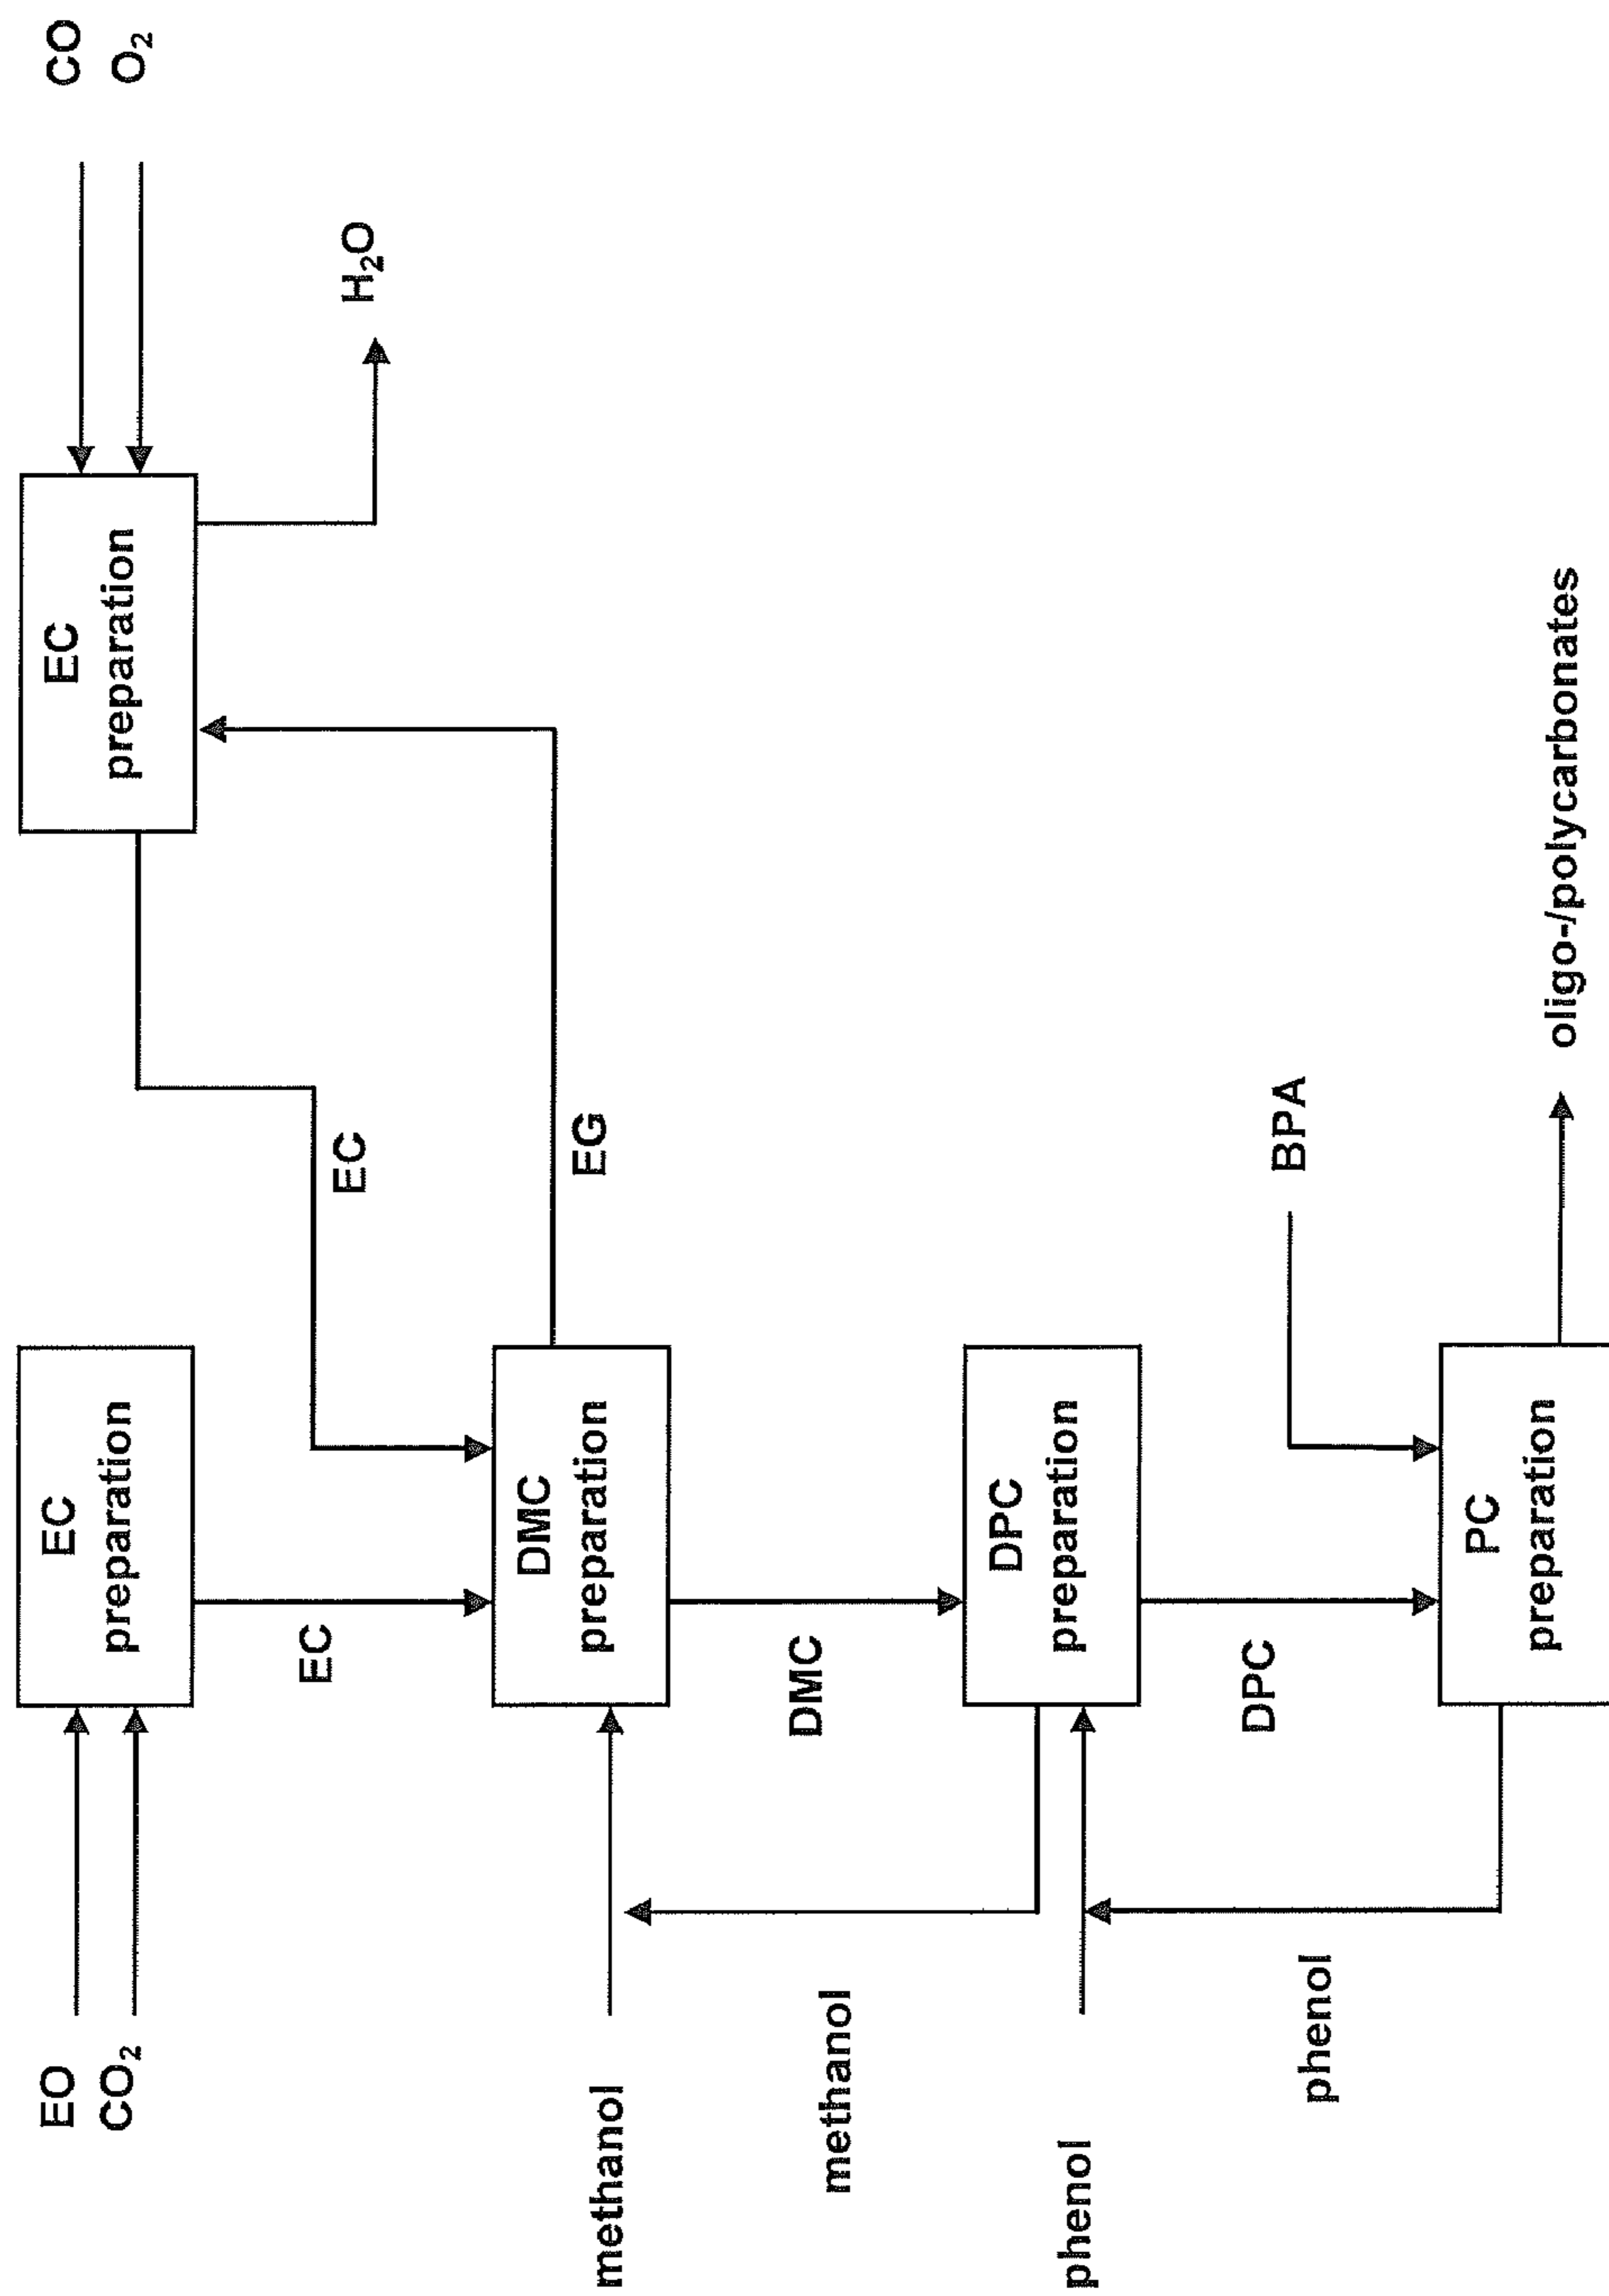 EO
CO₂
EC
preparation
EC
preparation
CO
O₂
H₂O
EC
EC
methanol
DMC
preparation
EG
DMC
methanol
phenol
DPC
preparation
DPC
phenol
BPA
PC
preparation
oligo-/polycarbonates